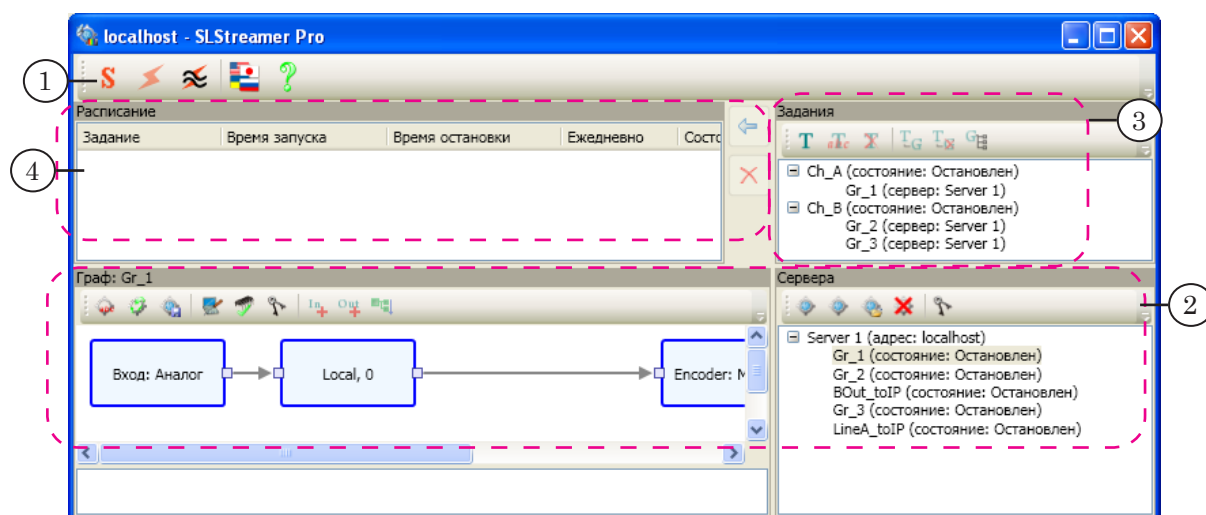 localhost - SLStreamer Pro
1
S
Расписание
Задание Время запуска Время остановки Ежедневно Состс
4
Задания
3
Ch_A (состояние: Остановлен)
Gr_1 (сервер: Server 1)
Ch_B (состояние: Остановлен)
Gr_2 (сервер: Server 1)
Gr_3 (сервер: Server 1)
Граф: Gr_1
In Out
Вход: Аналог
Local, 0
Encoder: M
Сервера
2
Server 1 (адрес: localhost)
Gr_1 (состояние: Остановлен)
Gr_2 (состояние: Остановлен)
BOut_toIP (состояние: Остановлен)
Gr_3 (состояние: Остановлен)
LineA_toIP (состояние: Остановлен)